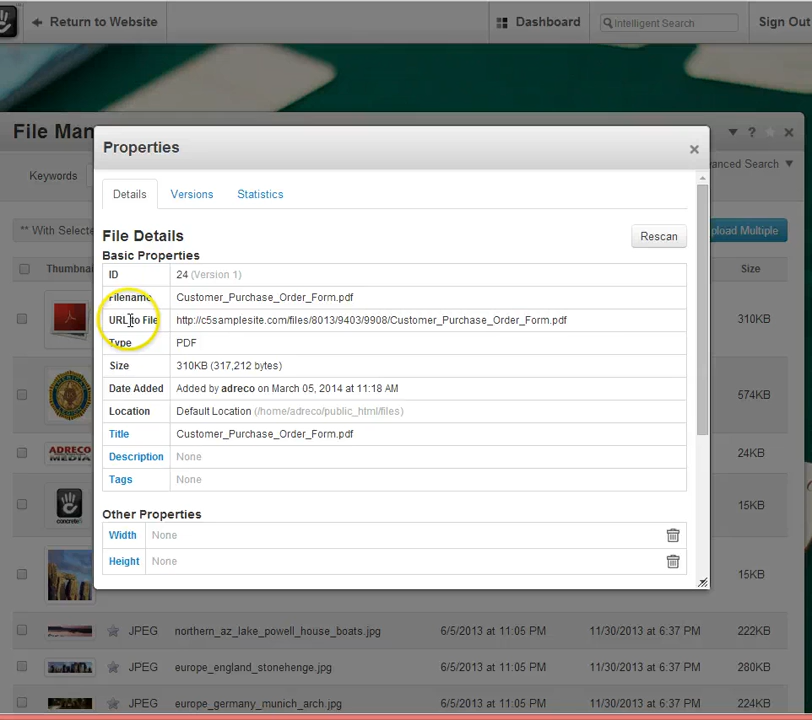 Return to Website
Dashboard
Intelligent Search
Sign Out
File Man
Properties
vanced Search
Keywords
Details
Versions
Statistics
** With Selecte
File Details
Rescan
pload Multiple
Basic Properties
Thumbna
Size
ID
24 (Version 1)
Filename
Customer_Purchase_Order_Form.pdf
URL to File
http://c5samplesite.com/files/8013/9403/9908/Customer_Purchase_Order_Form.pdf
310KB
Type
PDF
Size
310KB (317,212 bytes)
Date Added
Added by adreco on March 05, 2014 at 11:18 AM
574KB
Location
Default Location (/home/adreco/public_html/files)
Title
Customer_Purchase_Order_Form.pdf
Description
None
ADRECO
MEDIA
24KB
Tags
None
concrete5
15KB
Other Properties
Width
None
Height
None
15KB
JPEG
northern_az_lake_powell_house_boats.jpg
6/5/2013 at 11:05 PM
11/30/2013 at 6:37 PM
222KB
JPEG
europe_england_stonehenge.jpg
6/5/2013 at 11:05 PM
11/30/2013 at 6:37 PM
280KB
JPEG
europe_germany_munich_arch.jpg
6/5/2013 at 11:05 PM
11/30/2013 at 6:37 PM
175KB